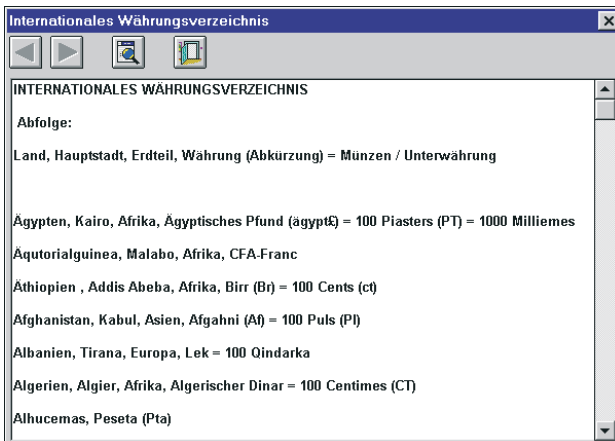 Internationales Währungsverzeichnis
INTERNATIONALES WÄHRUNGSVERZEICHNIS
Abfolge:
Land, Hauptstadt, Erdteil, Währung (Abkürzung) = Münzen / Unterwährung
Ägypten, Kairo, Afrika, Ägyptisches Pfund (ägypt£) = 100 Piasters (PT) = 1000 Milliemes
Äqutorialguinea, Malabo, Afrika, CFA-Franc
Äthiopien , Addis Abeba, Afrika, Birr (Br) = 100 Cents (ct)
Afghanistan, Kabul, Asien, Afgahni (Af) = 100 Puls (Pl)
Albanien, Tirana, Europa, Lek = 100 Qindarka
Algerien, Algier, Afrika, Algerischer Dinar = 100 Centimes (CT)
Alhucemas, Peseta (Pta)